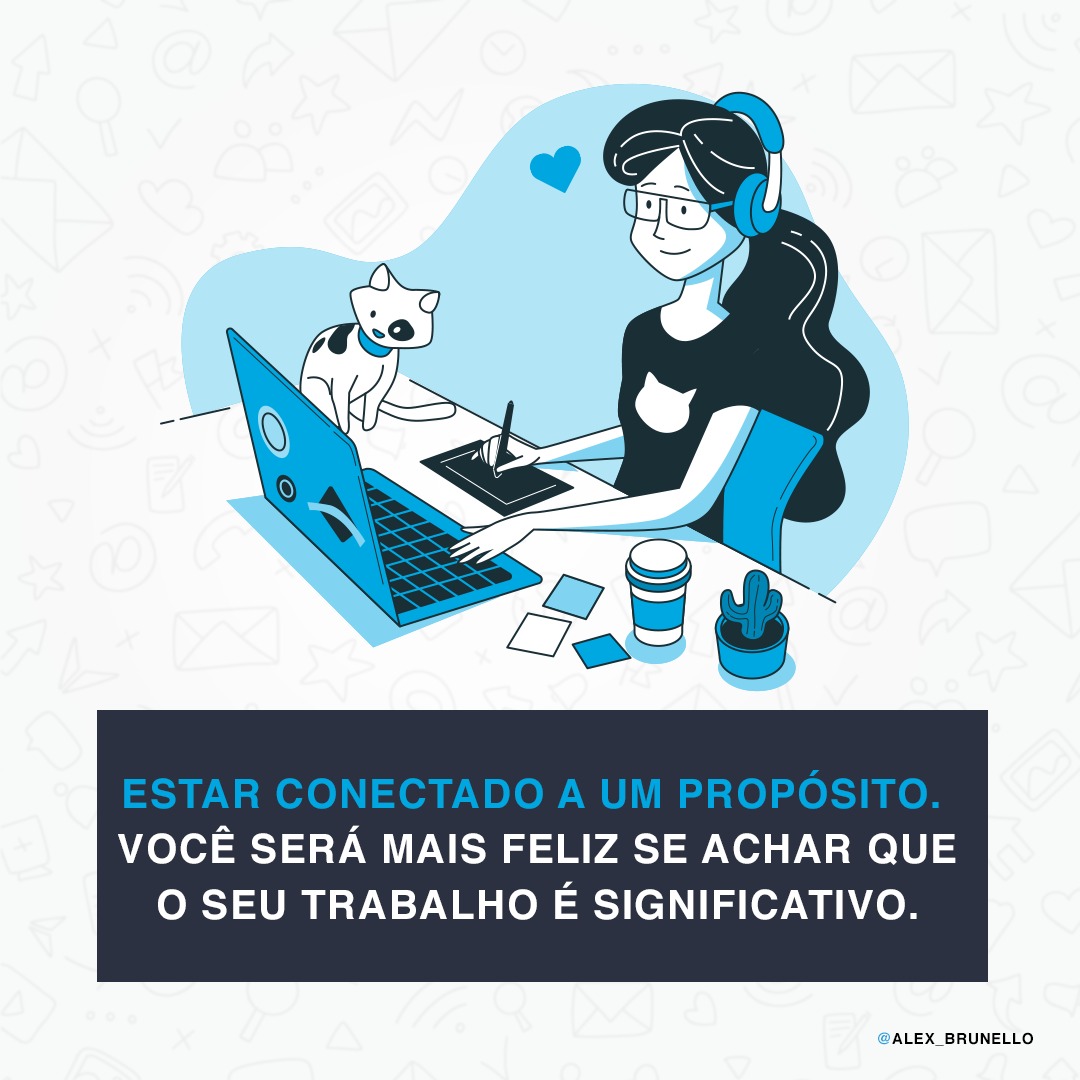 ESTAR CONECTADO A UM PROPÓSITO.
VOCÊ SERÁ MAIS FELIZ SE ACHAR QUE
O SEU TRABALHO É SIGNIFICATIVO.
@ALEX_BRUNELLO